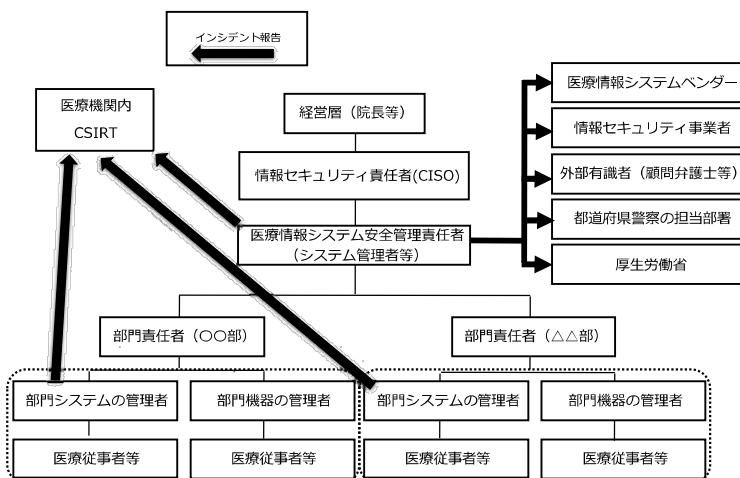 インシデント報告
医療機関内
CSIRT
経営層（院長等）
情報セキュリティ責任者(CISO)
医療情報システム安全管理責任者
（システム管理者等）
医療情報システムベンダー
情報セキュリティ事業者
外部有識者（顧問弁護士等）
都道府県警察の担当部署
厚生労働省
部門責任者（〇〇部）
部門責任者（△△部）
部門システムの管理者
部門機器の管理者
部門システムの管理者
部門機器の管理者
医療従事者等
医療従事者等
医療従事者等
医療従事者等